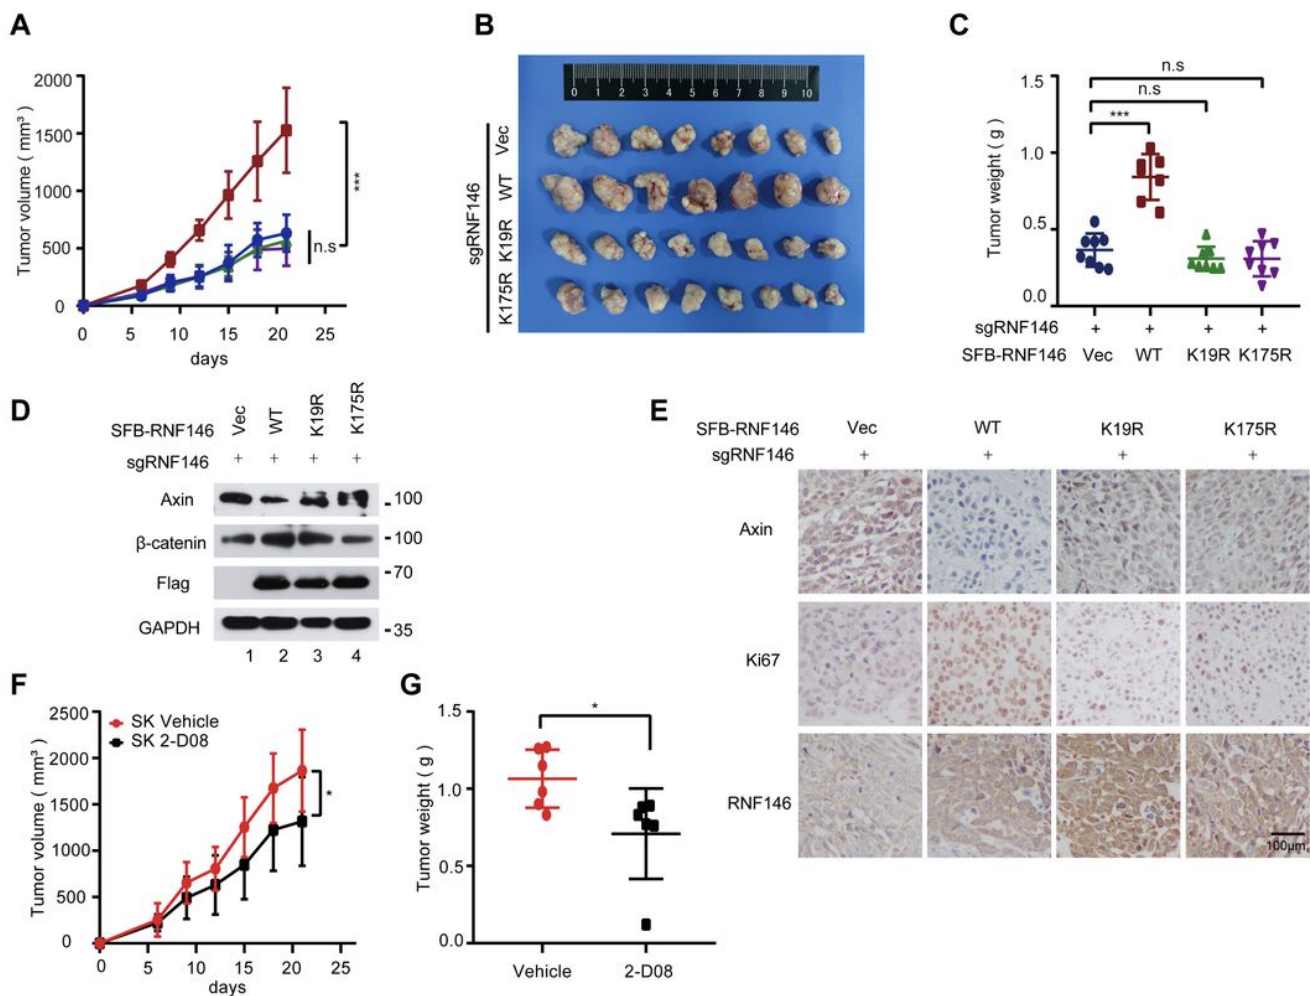 A
Tumor volume ( mm³ )
2000
1500
1000
500
0
0 5 10 15 20 25
days
***
n.s
B
0 1 2 3 4 5 6 7 8 9 10
sgRNF146
Vec
WT
K19R
K175R
C
Tumor weight ( g )
1.5
1.0
0.5
0.0
n.s
n.s
***
sgRNF146 + + + +
SFB-RNF146 Vec WT K19R K175R
D
SFB-RNF146 Vec WT K19R K175R
sgRNF146 + + + +
Axin - 100
β-catenin - 100
Flag - 70
GAPDH - 35
1 2 3 4
E
SFB-RNF146 Vec WT K19R K175R
sgRNF146 + + + +
Axin
Ki67
RNF146
100μm
F
Tumor volume ( mm³ )
2500
2000
1500
1000
500
0
SK Vehicle
SK 2-D08
*
0 5 10 15 20 25
days
G
Tumor weight ( g )
1.5
1.0
0.5
0.0
*
Vehicle 2-D08